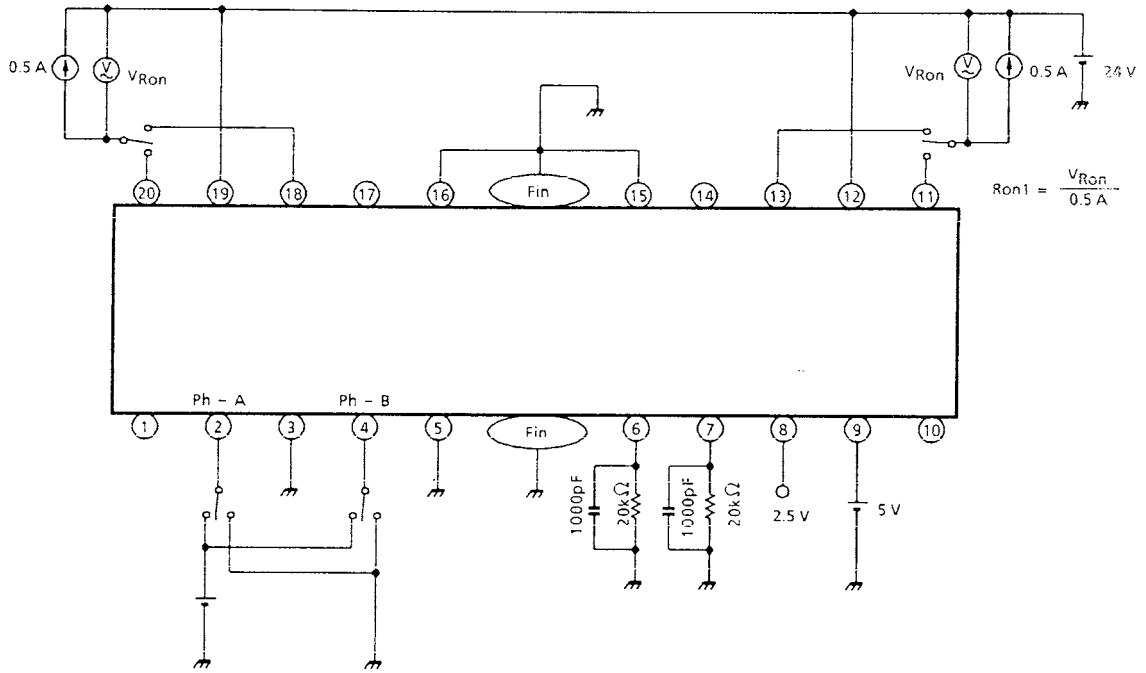 0.5 A
V
VRon
VRon
V
0.5 A
24 V
20
19
18
17
16
Fin
15
14
13
12
11
Ron1 = VRon / 0.5 A
Ph – A
Ph – B
1
2
3
4
5
Fin
6
7
8
9
10
1000pF
20kΩ
1000pF
20kΩ
2.5 V
5 V